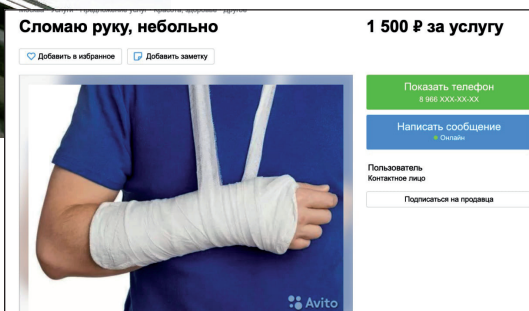 Сломаю руку, небольно
1 500 ₽ за услугу
Добавить в избранное
Добавить заметку
Показать телефон
8 966 XXX-XX-XX
Написать сообщение
Онлайн
Пользователь
Контактное лицо
Подписаться на продавца
Avito